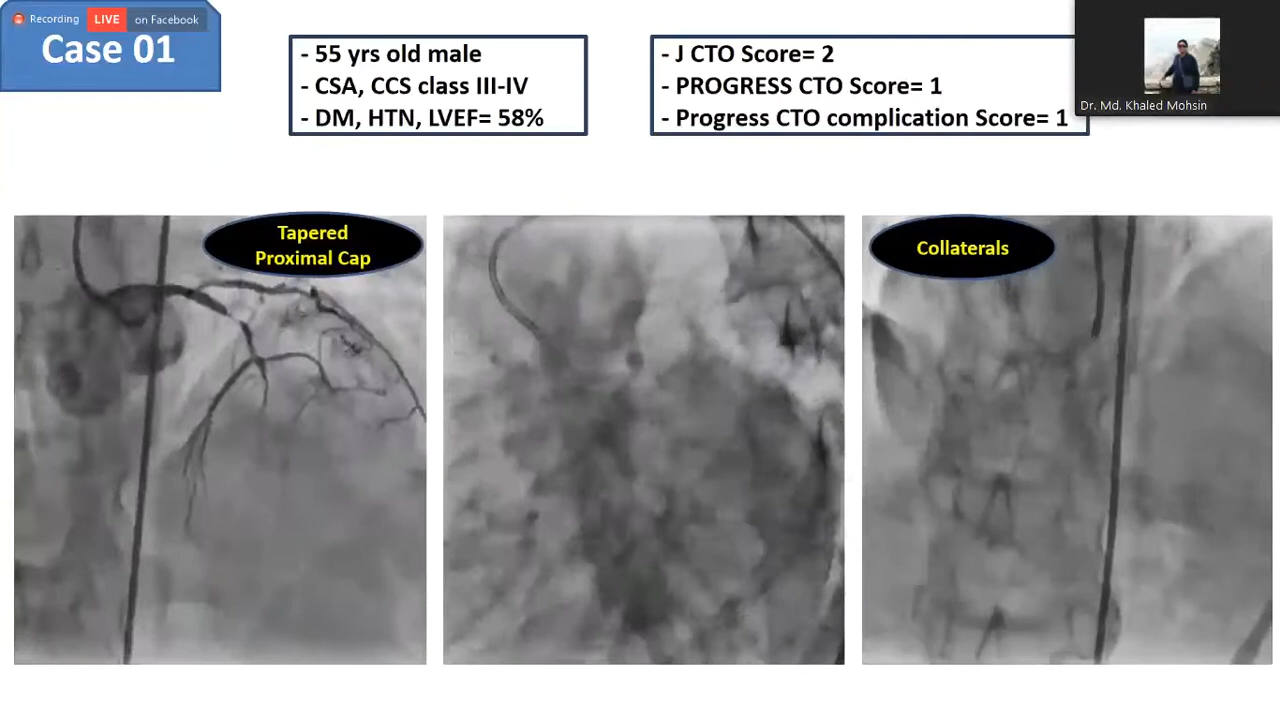 Recording LIVE on Facebook
Case 01
- 55 yrs old male
- CSA, CCS class III-IV
- DM, HTN, LVEF= 58%
- J CTO Score= 2
- PROGRESS CTO Score= 1
- Progress CTO complication Score= 1
Dr. Md. Khaled Mohsin
Tapered
Proximal Cap
Collaterals